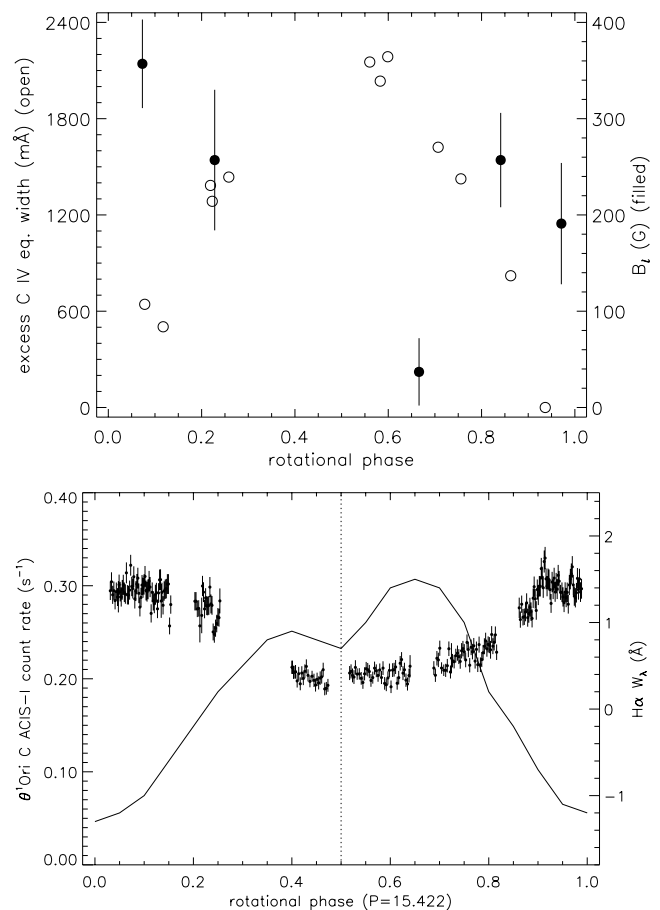 excess C IV eq. width (mÅ) (open)
2400
1800
1200
600
0
400
300
200
100
0
B_ℓ (G) (filled)
0.0 0.2 0.4 0.6 0.8 1.0
rotational phase
θ¹Ori C ACIS-I count rate (s⁻¹)
0.40
0.30
0.20
0.10
0.00
2
1
0
-1
Hα W_λ (Å)
0.0 0.2 0.4 0.6 0.8 1.0
rotational phase (P=15.422)